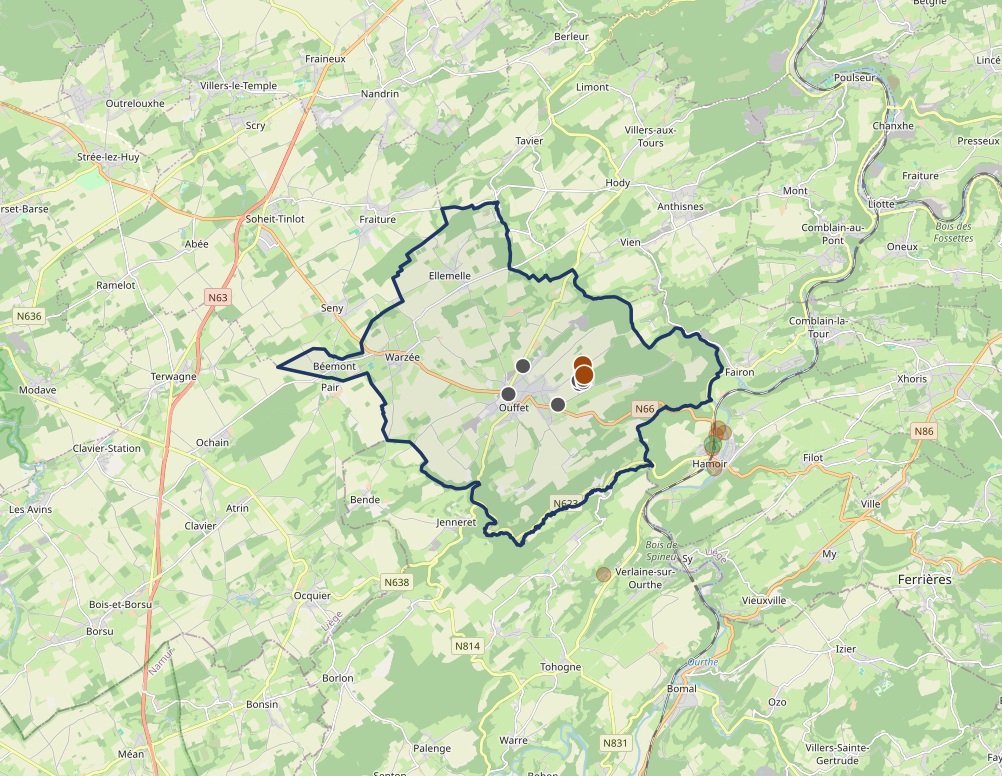 Bergne
Berleur
Fraineux
Lincé
Villers-le-Temple
Poulseur
Limont
Nandrin
Outrelouxhe
Scry
Villers-aux-
Tours
Chanxhe
Tavier
Presseux
Strée-lez-Huy
Hody
Fraiture
Mont
rset-Barse
Anthisnes
Liotte
Soheit-Tinlot
Fraiture
Comblain-au-
Pont
Bois des
Fossettes
Abée
Vien
Oneux
Ellemelle
Ramelot
N63
Seny
N636
Comblain-la-
Tour
Warzée
Béemont
Fairon
Terwagne
Xhoris
Modave
Pair
Ouffet
N66
N86
Ochain
Clavier-Station
Hamoir
Filot
Bende
N623
Ville
Les Avins
Atrin
Jenneret
Clavier
Bois de
Spineu
Sy
Liège
My
Verlaine-sur-
Ourthe
Ferrières
N638
Ocquier
Vieuxville
Bois-et-Borsu
Borsu
Liège
N814
Izier
Namur
Ourthe
Tohogne
Borlon
Bomal
Bonsin
Ozo
Warre
N831
Palenge
Villers-Sainte-
Gertrude
Méan